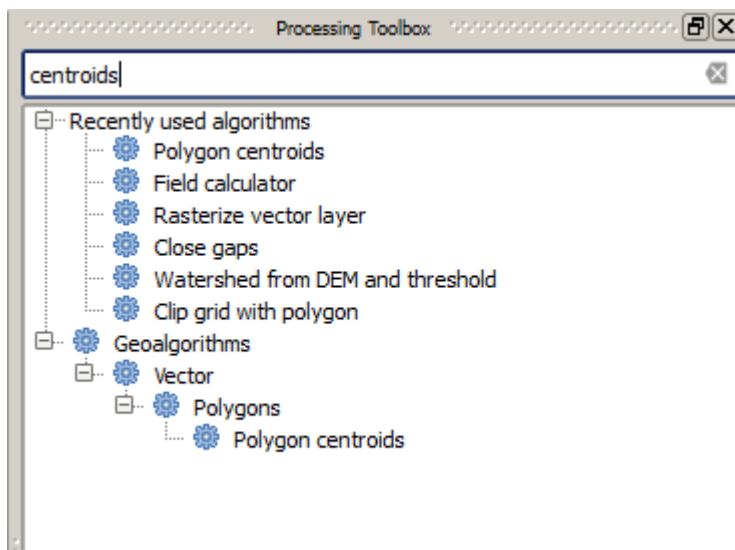 Processing Toolbox
centroids
Recently used algorithms
Polygon centroids
Field calculator
Rasterize vector layer
Close gaps
Watershed from DEM and threshold
Clip grid with polygon
Geoalgorithms
Vector
Polygons
Polygon centroids